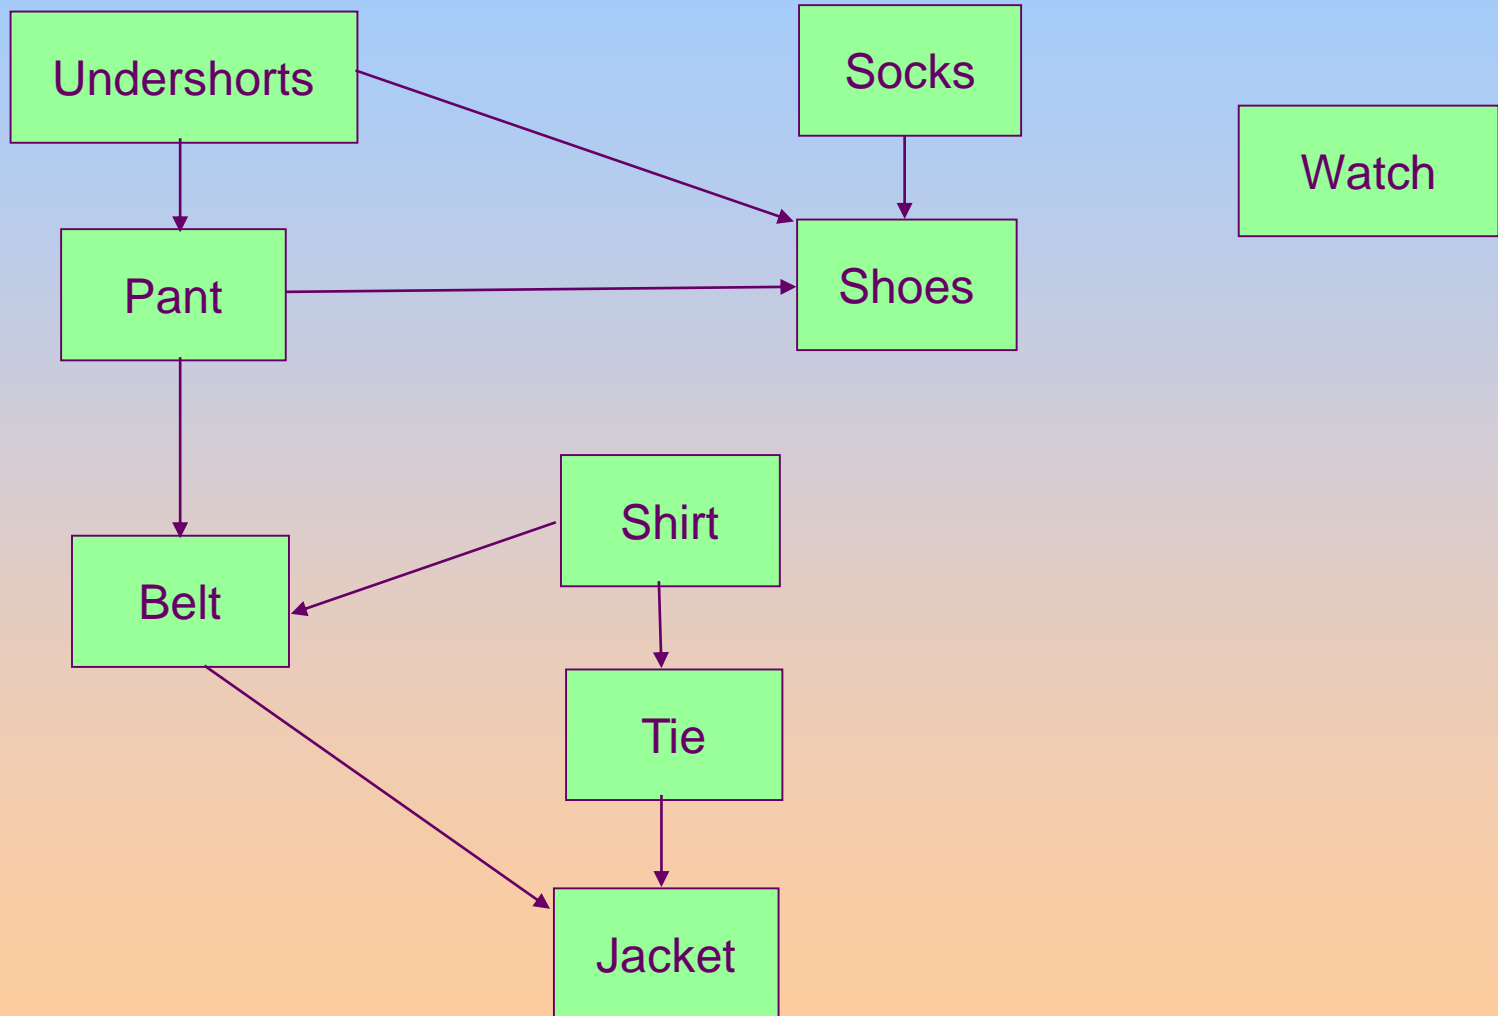 Undershorts
Socks
Watch
Pant
Shoes
Shirt
Belt
Tie
Jacket